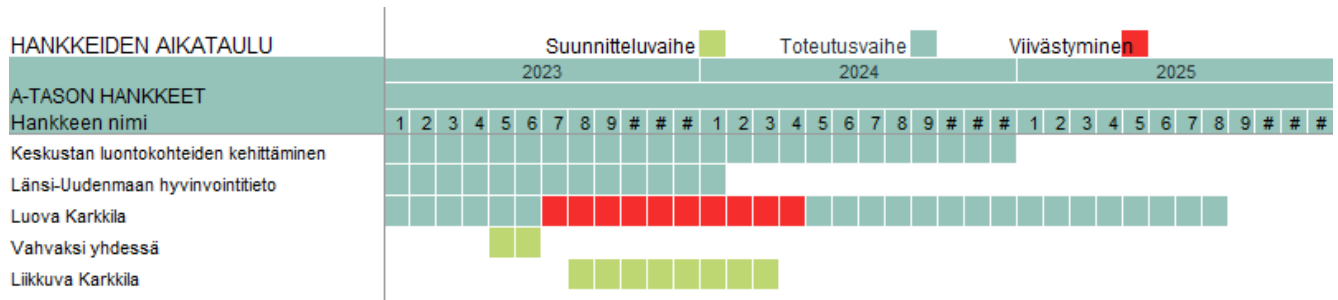 HANKKEIDEN AIKATAULU Suunnitteluvaihe Toteutusvaihe Viivästyminen
2023 2024 2025
A-TASON HANKKEET
Hankkeen nimi 1 2 3 4 5 6 7 8 9 # # # 1 2 3 4 5 6 7 8 9 # # # 1 2 3 4 5 6 7 8 9 # # #
Keskustan luontokohteiden kehittäminen
Länsi-Uudenmaan hyvinvointitieto
Luova Karkkila
Vahvaksi yhdessä
Liikkuva Karkkila